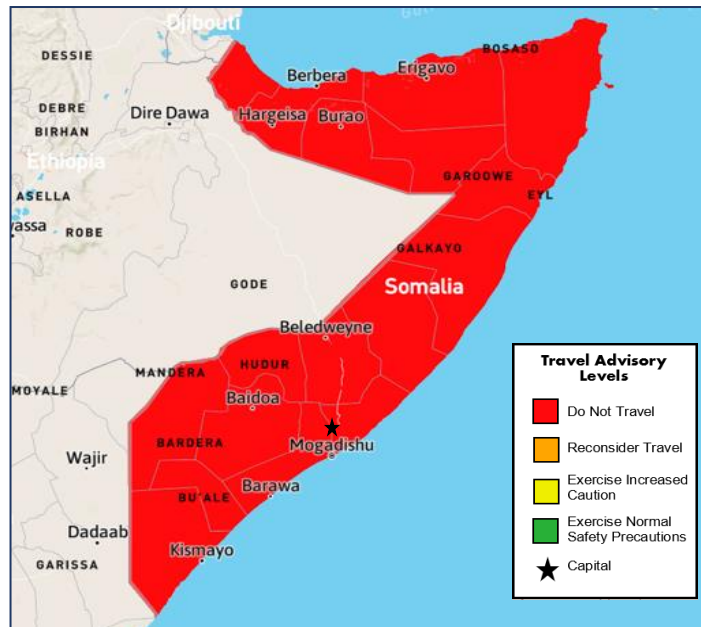 Djibouti
DESSIE
BOSASO
Berbera
Erigavo
DEBRE
BIRHAN
Dire Dawa
Hargeisa
Burao
Ethiopia
ASELLA
GAROOWE
EYL
assa
ROBE
GALKAYO
GODE
Somalia
Beledweyne
MANDERA
HUDUR
MOYALE
Baidoa
BARDERA
Mogadishu
Wajir
BU'ALE
Barawa
Dadaab
Kismayo
GARISSA
Travel Advisory
Levels
Do Not Travel
Reconsider Travel
Exercise Increased
Caution
Exercise Normal
Safety Precautions
Capital